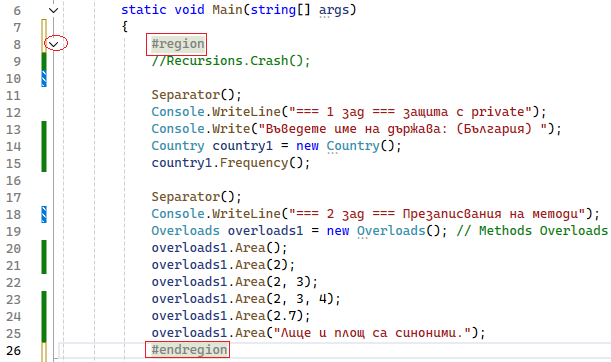 6 static void Main(string[] args)
7 {
8 #region
9 //Recursions.Crash();
10
11 Separator();
12 Console.WriteLine("=== 1 зад === защита с private");
13 Console.Write("Въведете име на държава: (България) ");
14 Country country1 = new Country();
15 country1.Frequency();
16
17 Separator();
18 Console.WriteLine("=== 2 зад === Презаписвания на методи");
19 Overloads overloads1 = new Overloads(); // Methods Overloads
20 overloads1.Area();
21 overloads1.Area(2);
22 overloads1.Area(2, 3);
23 overloads1.Area(2, 3, 4);
24 overloads1.Area(2.7);
25 overloads1.Area("Лице и площ са синоними.");
26 #endregion